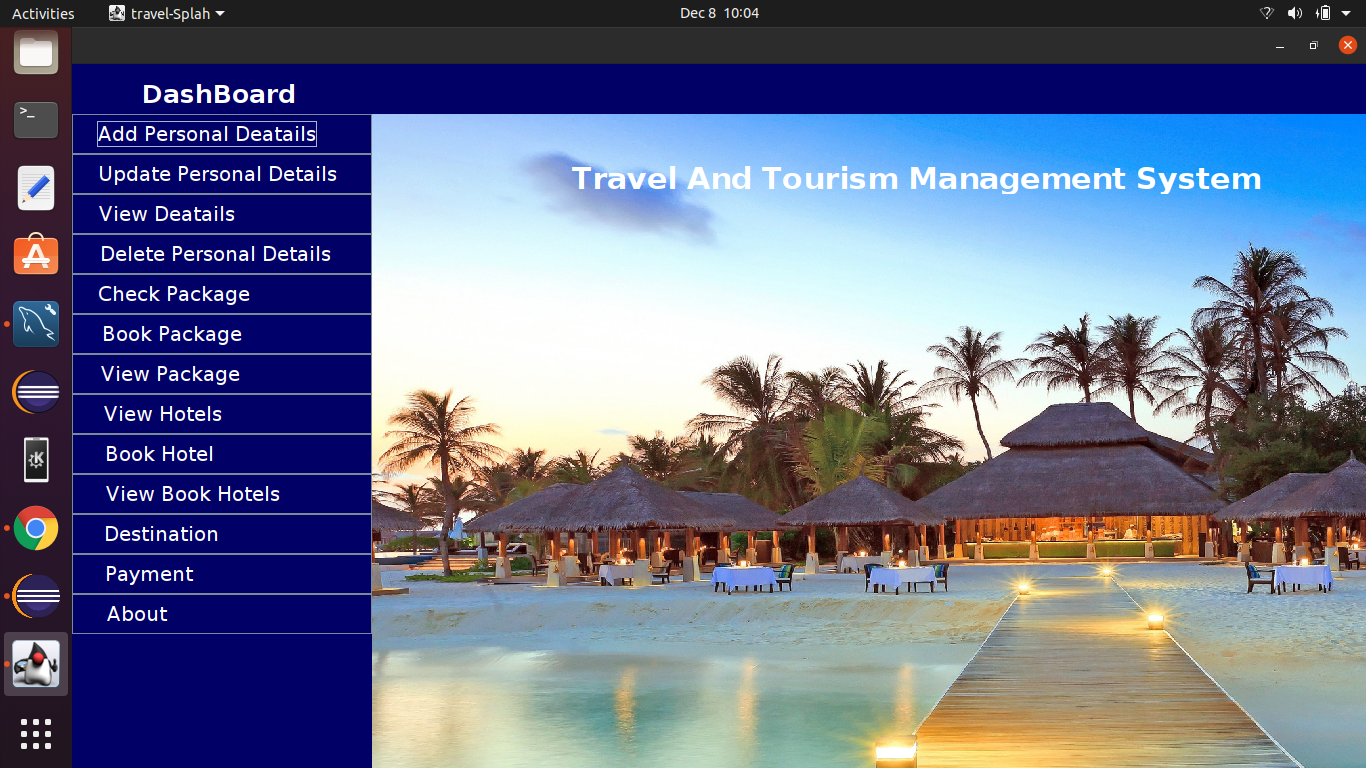 Activities
travel-Splah
Dec 8 10:04
DashBoard
Add Personal Deatails
Update Personal Details
View Deatails
Delete Personal Details
Check Package
Book Package
View Package
View Hotels
Book Hotel
View Book Hotels
Destination
Payment
About
Travel And Tourism Management System